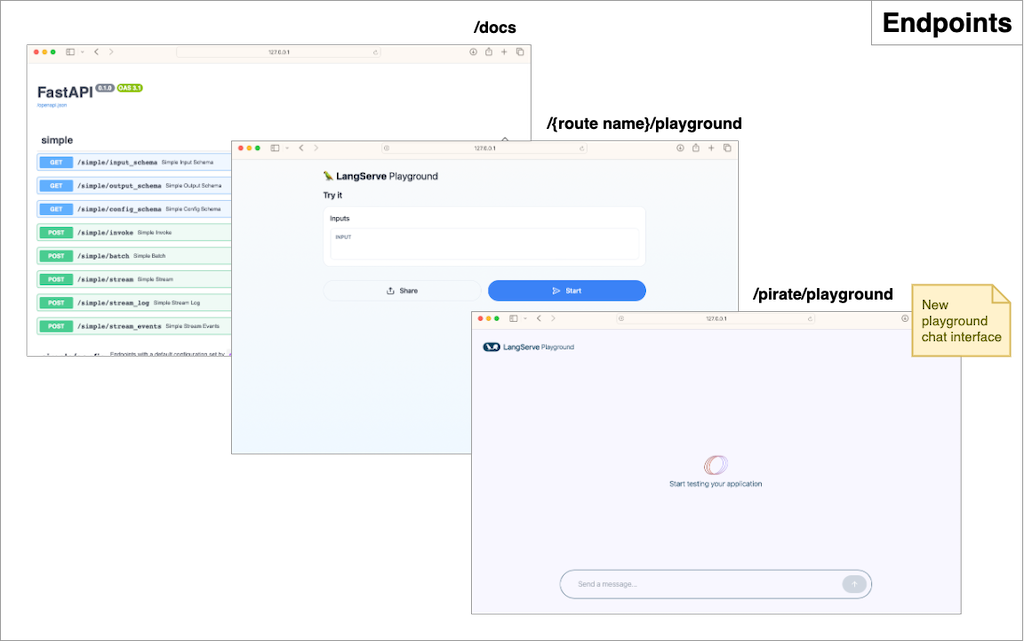 Endpoints
/docs
127.0.0.1
FastAPI 0.1.0 OAS 3.1
/openapi.json
simple
GET /simple/input_schema Simple Input Schema
GET /simple/output_schema Simple Output Schema
GET /simple/config_schema Simple Config Schema
POST /simple/invoke Simple Invoke
POST /simple/batch Simple Batch
POST /simple/stream Simple Stream
POST /simple/stream_log Simple Stream Log
POST /simple/stream_events Simple Stream Events
Endpoints with a default configuration set by
/{route name}/playground
127.0.0.1
LangServe Playground
Try it
Inputs
INPUT
Share
Start
/pirate/playground
127.0.0.1
LangServe Playground
Start testing your application
Send a message...
New
playground
chat interface